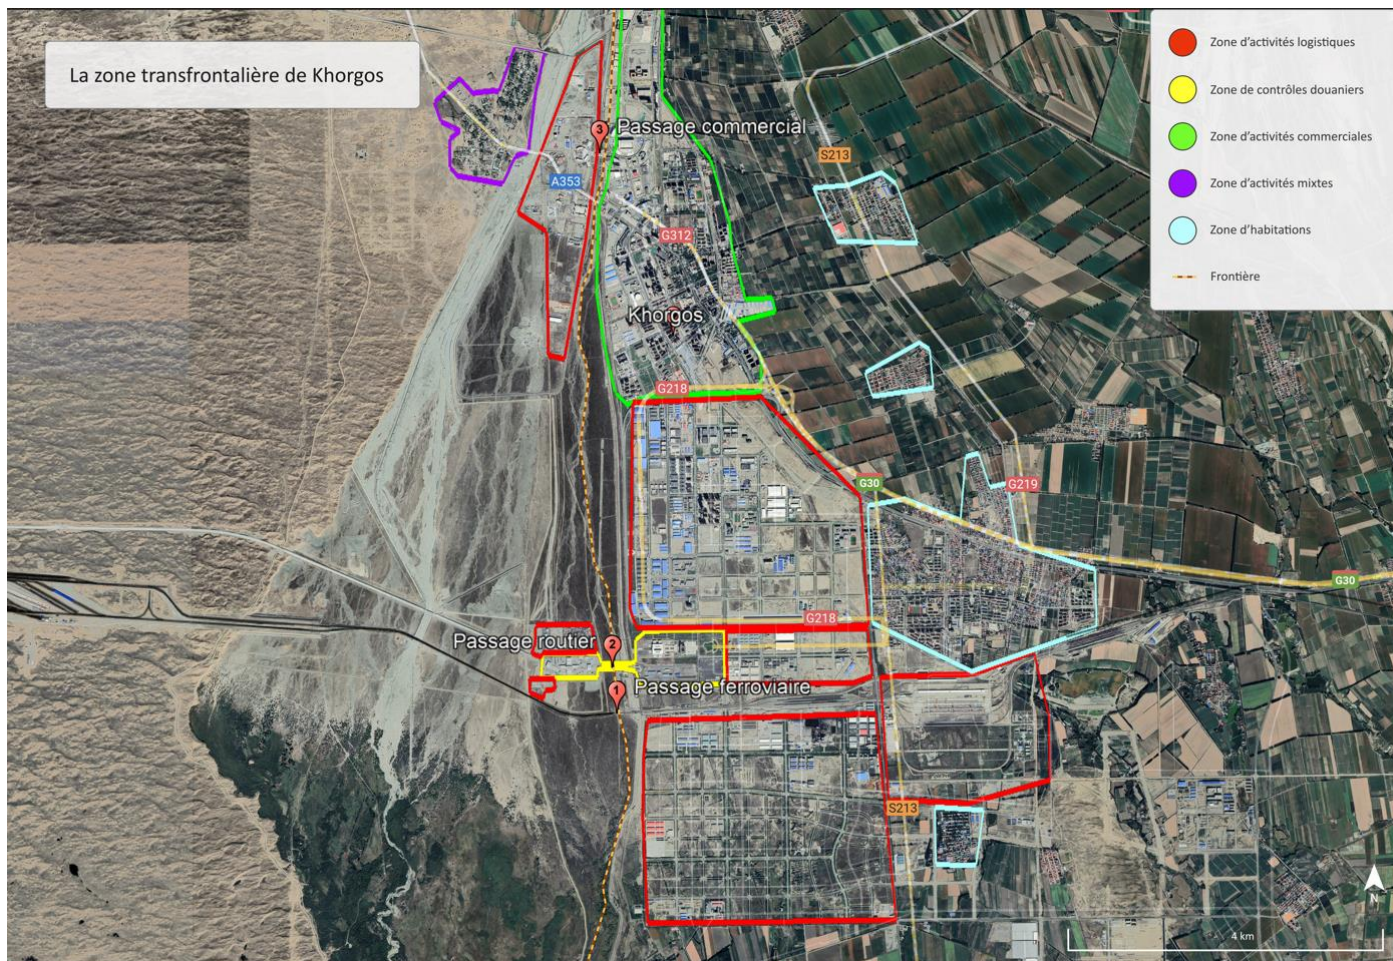 La zone transfrontalière de Khorgos
Zone d'activités logistiques
Zone de contrôles douaniers
Zone d'activités commerciales
Zone d'activités mixtes
Zone d'habitations
Frontière
3
Passage commercial
S213
A353
G312
Khorgos
G218
G30
G219
G30
G218
Passage routier
2
1
Passage ferroviaire
S213
N
4 km